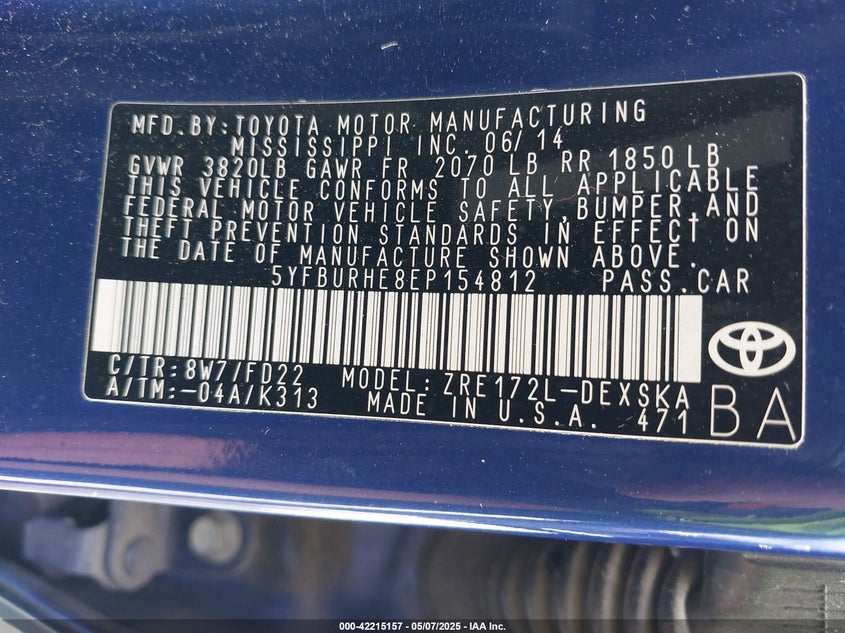 MFD.BY:TOYOTA MOTOR MANUFACTURING
MISSISSIPPI INC. 06/14
GVWR 3820LB GAWR FR 2070 LB RR 1850 LB
THIS VEHICLE CONFORMS TO ALL APPLICABLE
FEDERAL MOTOR VEHICLE SAFETY,BUMPER,AND
THEFT PREVENTION STANDARDS IN EFFECT ON
THE DATE OF MANUFACTURE SHOWN ABOVE.
5YFBURHE8EP154812 PASS.CAR
C/TR:8W7/FD22 MODEL: ZRE172L-DEXSKA
A/TM:-04A/K313 MADE IN U.S.A. 471
BA
000-42215157 - 05/07/2025 - IAA Inc.